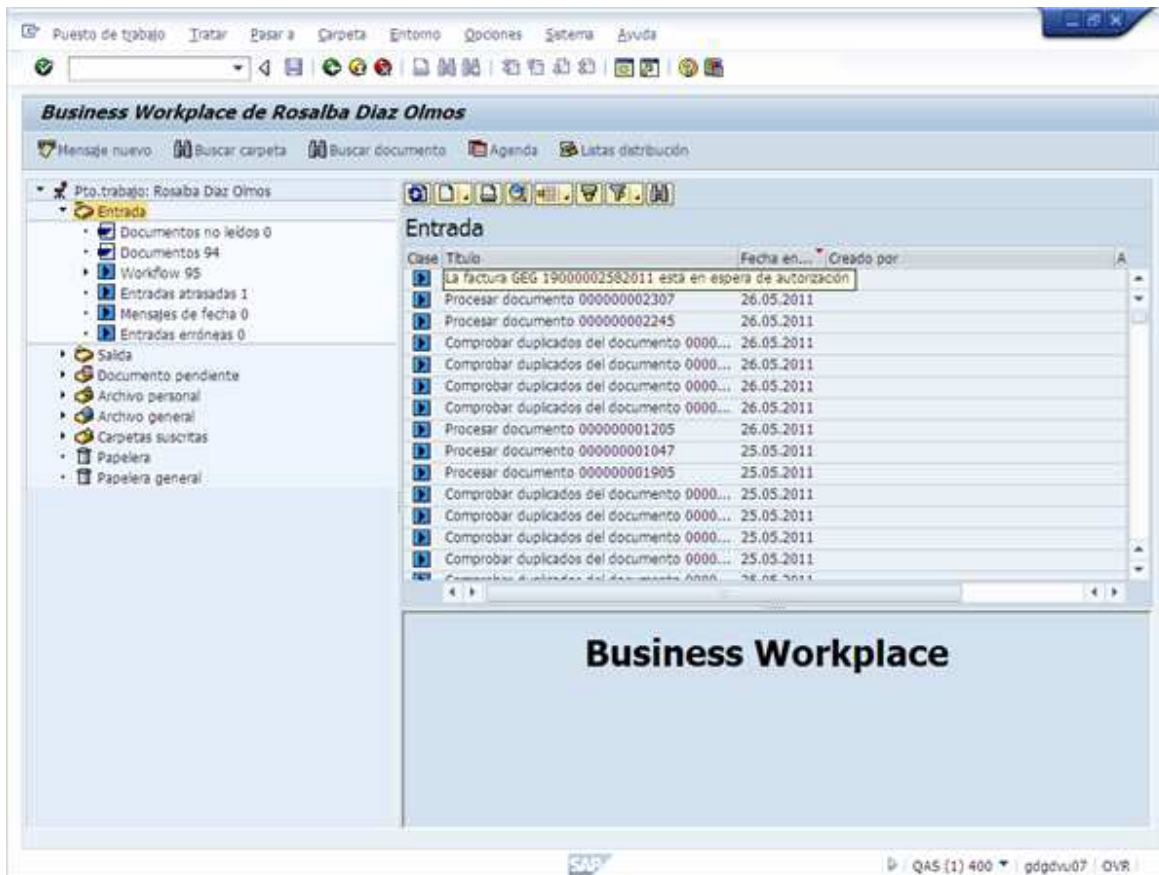 Puesto de trabajo Tratar Pasar a Carpeta Entorno Opciones Sistema Ayuda
Business Workplace de Rosalba Diaz Olmos
Mensaje nuevo Buscar carpeta Buscar documento Agenda Listas distribución
Pto.trabajo: Rosaba Diaz Olmos
Entrada
Documentos no leídos 0
Documentos 94
Workflow 95
Entradas atrasadas 1
Mensajes de fecha 0
Entradas erróneas 0
Salida
Documento pendiente
Archivo personal
Archivo general
Carpetas suscritas
Papelera
Papelera general
Entrada
Clase Título Fecha en... Creado por A
La factura GEG 19000002582011 está en espera de autorización
Procesar documento 000000002307 26.05.2011
Procesar documento 000000002245 26.05.2011
Comprobar duplicados del documento 0000... 26.05.2011
Comprobar duplicados del documento 0000... 26.05.2011
Comprobar duplicados del documento 0000... 26.05.2011
Comprobar duplicados del documento 0000... 26.05.2011
Procesar documento 000000001205 26.05.2011
Procesar documento 000000001047 25.05.2011
Procesar documento 000000001905 25.05.2011
Comprobar duplicados del documento 0000... 25.05.2011
Comprobar duplicados del documento 0000... 25.05.2011
Comprobar duplicados del documento 0000... 25.05.2011
Comprobar duplicados del documento 0000... 25.05.2011
Comprobar duplicados del documento 0000... 25.05.2011
Business Workplace
SAP
QAS (1) 400 gdgdvu07 OVR